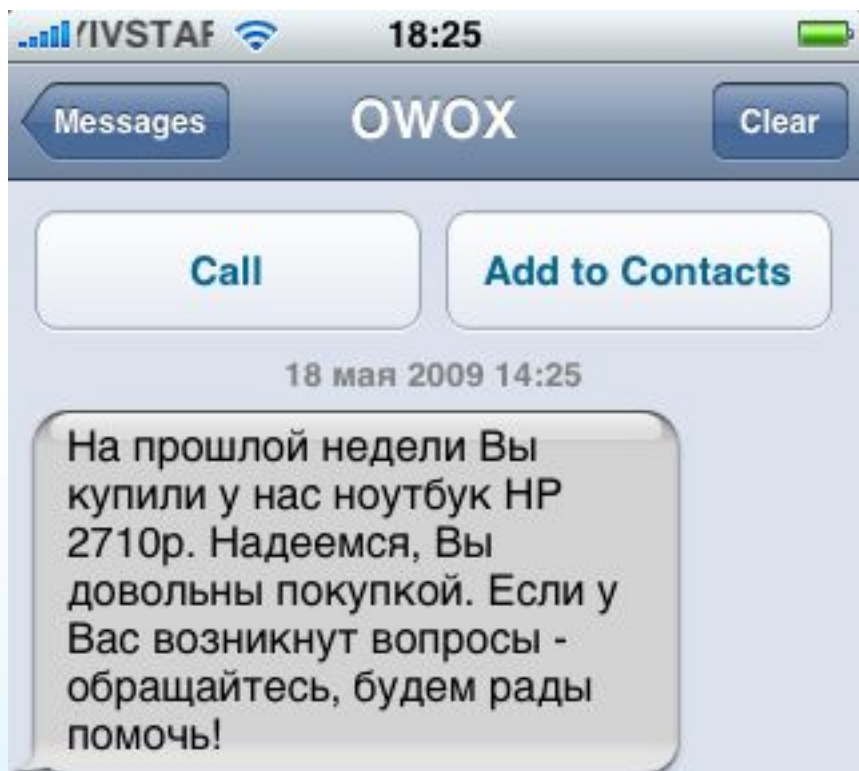 18:25
Messages OWOX Clear
Call Add to Contacts
18 мая 2009 14:25
На прошлой недели Вы
купили у нас ноутбук HP
2710p. Надеемся, Вы
довольны покупкой. Если у
Вас возникнут вопросы -
обращайтесь, будем рады
помочь!